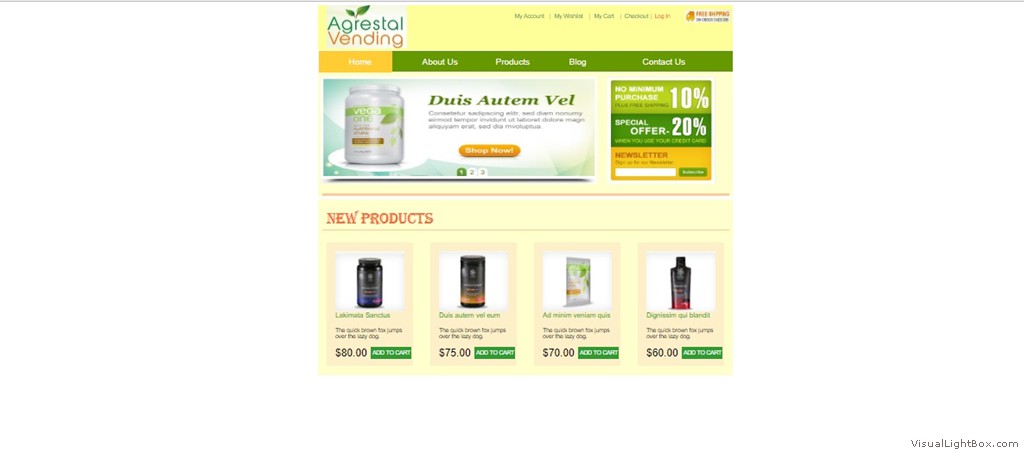 Agrestal
Vending
My Account | My Wishlist | My Cart | Checkout | Log In
FREE SHIPPING
Home About Us Products Blog Contact Us
vega
one
Duis Autem Vel
Consetetur sadipscing elitr, sed diam nonumy
eirmod tempor invidunt ut laboret dolore magn
aliquyam erat, sed dia mvoluptua.
Shop Now!
1 2 3
NO MINIMUM
PURCHASE
PLUS FREE SHIPPING
10%
SPECIAL
OFFER-
20%
WHEN YOU USE YOUR CREDIT CARD
NEWSLETTER
Sign up for our Newsletter
Subscribe
NEW PRODUCTS
Lakimata Sanctus
The quick brown fox jumps
over the lazy dog.
$80.00 ADD TO CART
Duis autem vel eum
The quick brown fox jumps
over the lazy dog.
$75.00 ADD TO CART
Ad minim veniam quis
The quick brown fox jumps
over the lazy dog.
$70.00 ADD TO CART
Dignissim qui blandit
The quick brown fox jumps
over the lazy dog.
$60.00 ADD TO CART
VisualLightBox.com